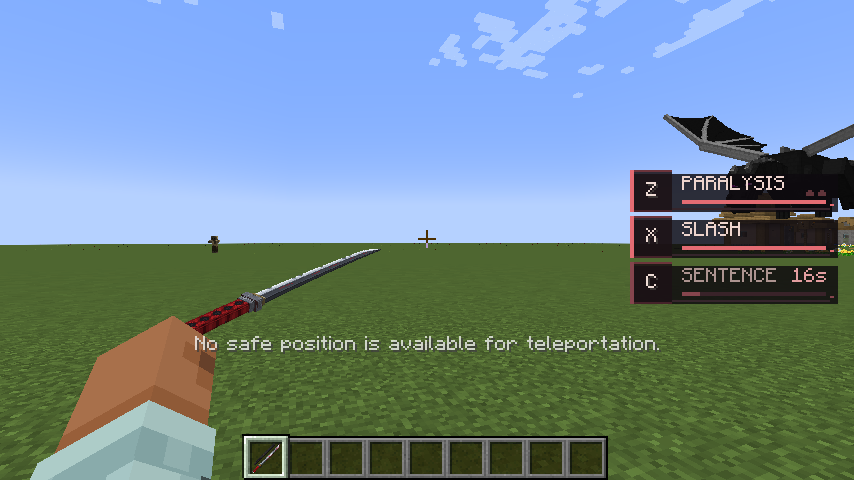 Z PARALYSIS
X SLASH
C SENTENCE 16s
No safe position is available for teleportation.